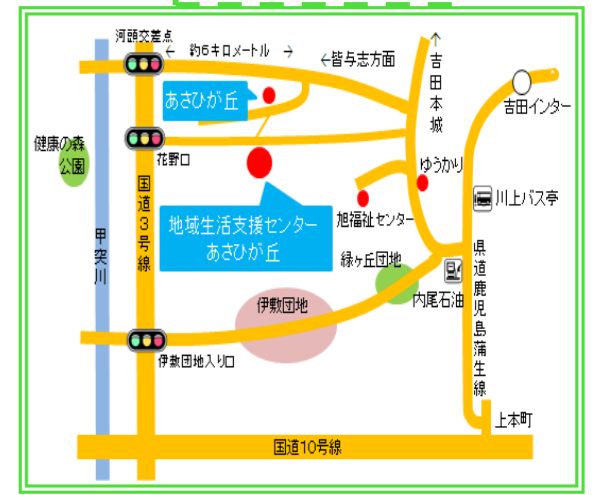 河頭交差点
← 約6キロメートル →
←皆与志方面
↑吉田本城
吉田インター
あさひが丘
健康の森
公園
花野口
ゆうかり
川上バス亭
国道3号線
地域生活支援センター
あさひが丘
旭福祉センター
甲突川
緑ヶ丘団地
県道鹿児島蒲生線
内尾石油
伊敷団地
伊敷団地入り口
上本町
国道10号線